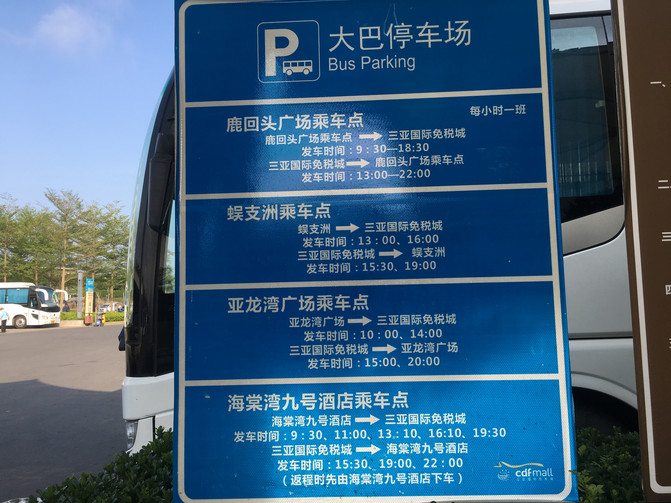 P
大巴停车场
Bus Parking
鹿回头广场乘车点
每小时一班
鹿回头广场乘车点 → 三亚国际免税城
发车时间：9：30—18:30
三亚国际免税城 → 鹿回头广场乘车点
发车时间：13:00—22:00
蜈支洲乘车点
蜈支洲 → 三亚国际免税城
发车时间：13：00、16:00
三亚国际免税城 → 蜈支洲
发车时间：15:30、19:00
亚龙湾广场乘车点
亚龙湾广场 → 三亚国际免税城
发车时间：10：00、14:00
三亚国际免税城 → 亚龙湾广场
发车时间：15:00、20:00
海棠湾九号酒店乘车点
海棠湾九号酒店 → 三亚国际免税城
发车时间：9：30、11:00、13：10、16:10、19:30
三亚国际免税城 → 海棠湾九号酒店
发车时间：15:30、19:00、22：00
（返程时先由海棠湾九号酒店下车）
cdfmall
一、
二
三
四